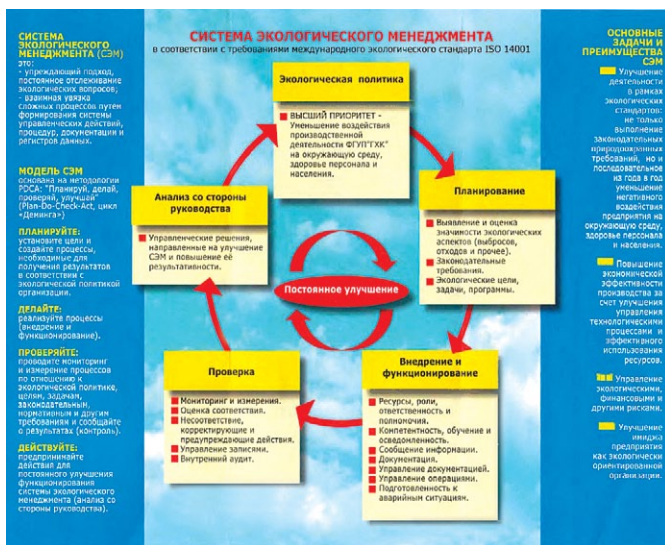 СИСТЕМА
ЭКОЛОГИЧЕСКОГО
МЕНЕДЖМЕНТА (СЭМ)
это:
- упреждающий подход,
постоянное отслеживание
экологических вопросов;
- взаимная увязка
сложных процессов путем
формирования системы
управленческих действий,
процедур, документации и
регистров данных.
МОДЕЛЬ СЭМ
основана на методологии
PDCA: "Планируй, делай,
проверяй, улучшай"
(Plan-Do-Check-Act, цикл
«Деминга»)
ПЛАНИРУЙТЕ:
установите цели и
создайте процессы,
необходимые для
получения результатов
в соответствии с
экологической политикой
организации.
ДЕЛАЙТЕ:
реализуйте процессы
(внедрение и
функционирование).
ПРОВЕРЯЙТЕ:
проводите мониторинг
и измерение процессов
по отношению к
экологической политике,
целям, задачам,
законодательным,
нормативным и другим
требованиям и сообщайте
о результатах (контроль).
ДЕЙСТВУЙТЕ:
предпринимайте
действия для
постоянного улучшения
функционирования
системы экологического
менеджмента (анализ со
стороны руководства).
СИСТЕМА ЭКОЛОГИЧЕСКОГО МЕНЕДЖМЕНТА
в соответствии с требованиями международного экологического стандарта ISO 14001
Экологическая политика
ВЫСШИЙ ПРИОРИТЕТ -
Уменьшение воздействия
производственной
деятельности ФГУП"ГХК"
на окружающую среду,
здоровье персонала и
населения.
Планирование
Выявление и оценка
значимости экологических
аспектов (выбросов,
отходов и прочее).
Законодательные
требования.
Экологические цели,
задачи, программы.
Внедрение и
функционирование
Ресурсы, роли,
ответственность и
полномочия.
Компетентность, обучение и
осведомленность.
Сообщение информации.
Документация.
Управление документацией.
Управление операциями.
Подготовленность к
аварийным ситуациям.
Проверка
Мониторинг и измерения.
Оценка соответствия.
Несоответствие,
корректирующие и
предупреждающие действия.
Управление записями.
Внутренний аудит.
Анализ со стороны
руководства
Управленческие решения,
направленные на улучшение
СЭМ и повышение её
результативности.
Постоянное улучшение
ОСНОВНЫЕ
ЗАДАЧИ И
ПРЕИМУЩЕСТВА
СЭМ
Улучшение
деятельности
в рамках
экологических
стандартов:
не только
выполнение
законодательных
природоохранных
требований, но и
последовательное
из года в год
уменьшение
негативного
воздействия
предприятия на
окружающую среду,
здоровье персонала
и населения.
Повышение
экономической
эффективности
производства за
счет улучшения
управления
технологическими
процессами и
эффективного
использования
ресурсов.
Управление
экологическими,
финансовыми и
другими рисками.
Улучшение
имиджа
предприятия
как экологически
ориентированной
организации.